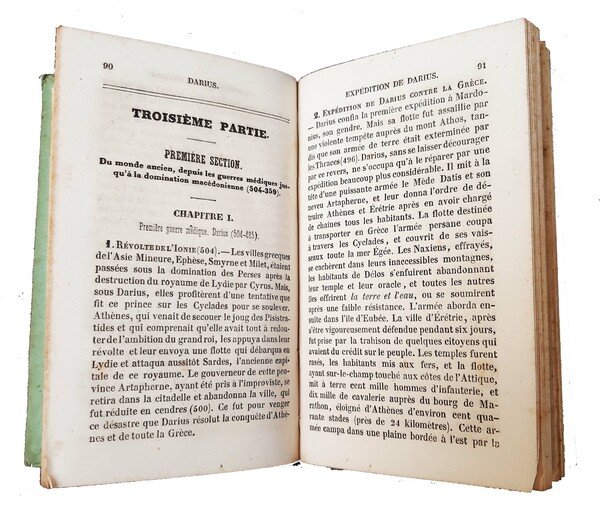 90
DARIUS.
TROISIÈME PARTIE.
PREMIÈRE SECTION.
Du monde ancien, depuis les guerres médiques jus-
qu'à la domination macédonienne (504-359).
CHAPITRE I.
Première guerre médique. Darius (504-485).
1. RÉVOLTE DE L'IONIE (504). — Les villes grecques
de l'Asie Mineure, Ephèse, Smyrne et Milet, étaient
passées sous la domination des Perses après la
destruction du royaume de Lydie par Cyrus. Mais,
sous Darius, elles profitèrent d'une tentative que
fit ce prince sur les Cyclades pour se soulever.
Athènes, qui venait de secouer le joug des Pisistra-
tides et qui comprenait qu'elle avait tout à redou-
ter de l'ambition du grand roi, les appuya dans leur
révolte et leur envoya une flotte qui débarqua en
Lydie et attaqua aussitôt Sardes, l'ancienne capi-
tale de ce royaume. Le gouverneur de cette pro-
vince Artapherne, ayant été pris à l'improviste, se
retira dans la citadelle et abandonna la ville, qui
fut réduite en cendres (500). Ce fut pour venger
ce désastre que Darius résolut la conquête d'Athè-
nes et de toute la Grèce.
EXPÉDITION DE DARIUS.
91
2. EXPÉDITION DE DARIUS CONTRE LA GRÈCE.
— Darius confia la première expédition à Mardo-
nius, son gendre. Mais sa flotte fut assaillie par
une violente tempête auprès du mont Athos, tan-
dis que son armée de terre était exterminée par
les Thraces (496). Darius, sans se laisser décourager
par ce revers, ne s'occupa qu'à le réparer par une
expédition beaucoup plus considérable. Il mit à la
tête d'une puissante armée le Mède Datis et son
neveu Artapherne, et leur donna l'ordre de dé-
truire Athènes et Érétrie après en avoir chargé
de chaînes tous les habitants. La flotte destinée
à transporter en Grèce l'armée persane coupa
à travers les Cyclades, et couvrit de ses vais-
seaux toute la mer Égée. Les Naxiens, effrayés,
se cachèrent dans leurs inaccessibles montagnes,
les habitants de Délos s'enfuirent abandonnant
leur temple et leur oracle, et toutes les autres
îles offrirent la terre et l'eau, ou se soumirent
après une faible résistance. L'armée aborda en-
suite dans l'île d'Eubée. La ville d'Érétrie, après
s'être vigoureusement défendue pendant six jours,
fut prise par la trahison de quelques citoyens qui
avaient du crédit sur le peuple. Les temples furent
rasés, les habitants mis aux fers, et la flotte,
ayant sur-le-champ touché aux côtes de l'Attique,
mit à terre cent mille hommes d'infanterie, et
dix mille de cavalerie auprès du bourg de Ma-
rathon, éloigné d'Athènes d'environ cent qua-
rante stades (près de 24 kilomètres). Cette ar-
mée campa dans une plaine bordée à l'est par la